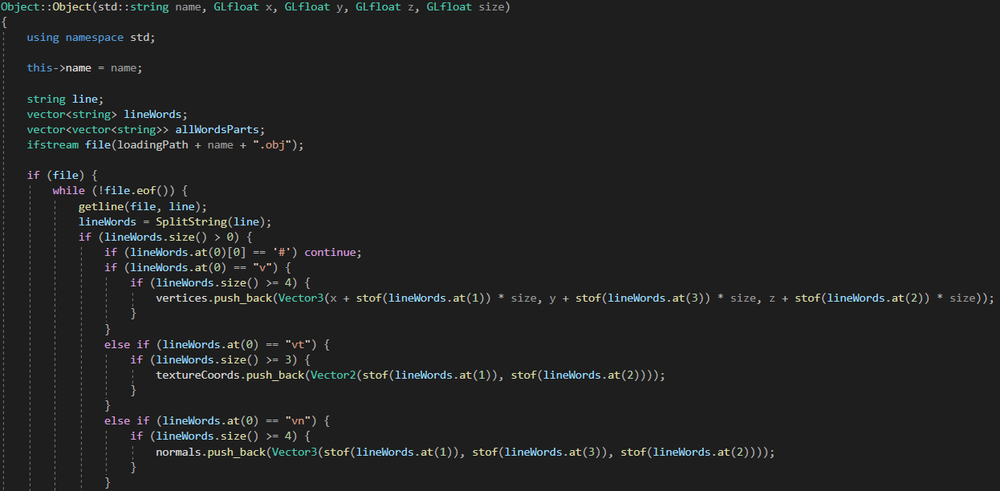 Object::Object(std::string name, GLfloat x, GLfloat y, GLfloat z, GLfloat size)
{
    using namespace std;

    this->name = name;

    string line;
    vector<string> lineWords;
    vector<vector<string>> allWordsParts;
    ifstream file(loadingPath + name + ".obj");

    if (file) {
        while (!file.eof()) {
            getline(file, line);
            lineWords = SplitString(line);
            if (lineWords.size() > 0) {
                if (lineWords.at(0)[0] == '#') continue;
                if (lineWords.at(0) == "v") {
                    if (lineWords.size() >= 4) {
                        vertices.push_back(Vector3(x + stof(lineWords.at(1)) * size, y + stof(lineWords.at(3)) * size, z + stof(lineWords.at(2)) * size));
                    }
                }
                else if (lineWords.at(0) == "vt") {
                    if (lineWords.size() >= 3) {
                        textureCoords.push_back(Vector2(stof(lineWords.at(1)), stof(lineWords.at(2))));
                    }
                }
                else if (lineWords.at(0) == "vn") {
                    if (lineWords.size() >= 4) {
                        normals.push_back(Vector3(stof(lineWords.at(1)), stof(lineWords.at(3)), stof(lineWords.at(2))));
                    }
                }